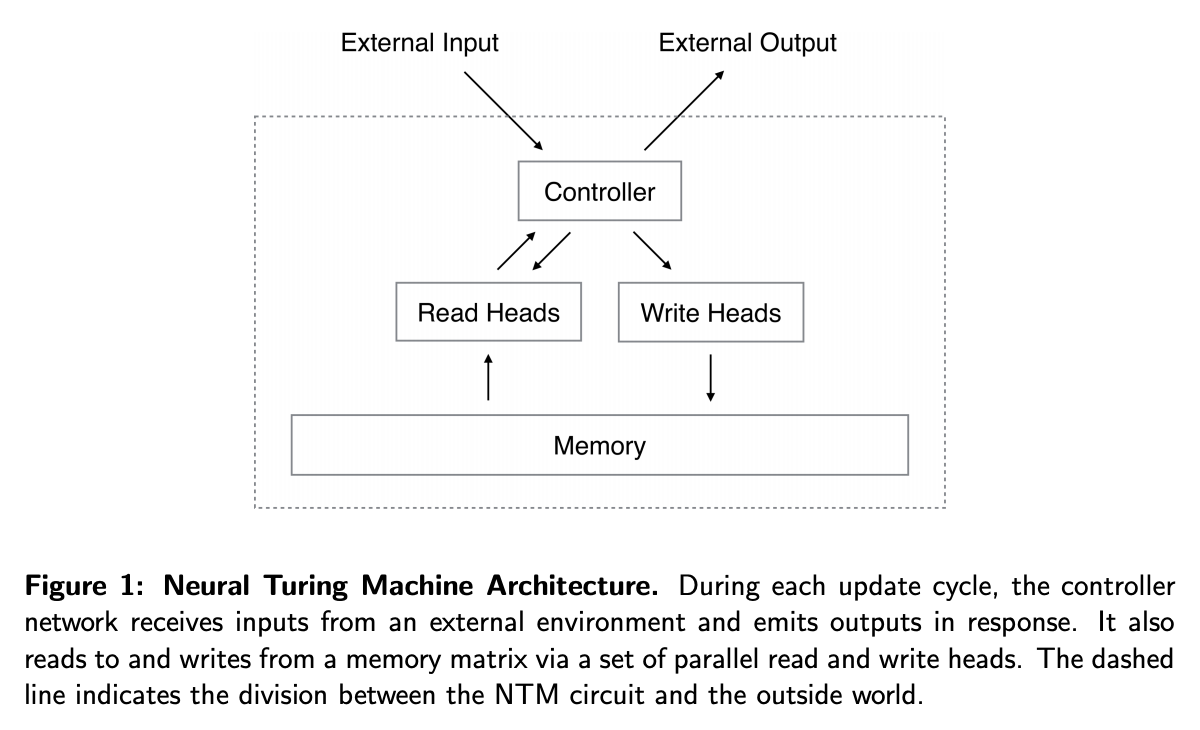 External Input
External Output
Controller
Read Heads
Write Heads
Memory
Figure 1: Neural Turing Machine Architecture. During each update cycle, the controller
network receives inputs from an external environment and emits outputs in response. It also
reads to and writes from a memory matrix via a set of parallel read and write heads. The dashed
line indicates the division between the NTM circuit and the outside world.